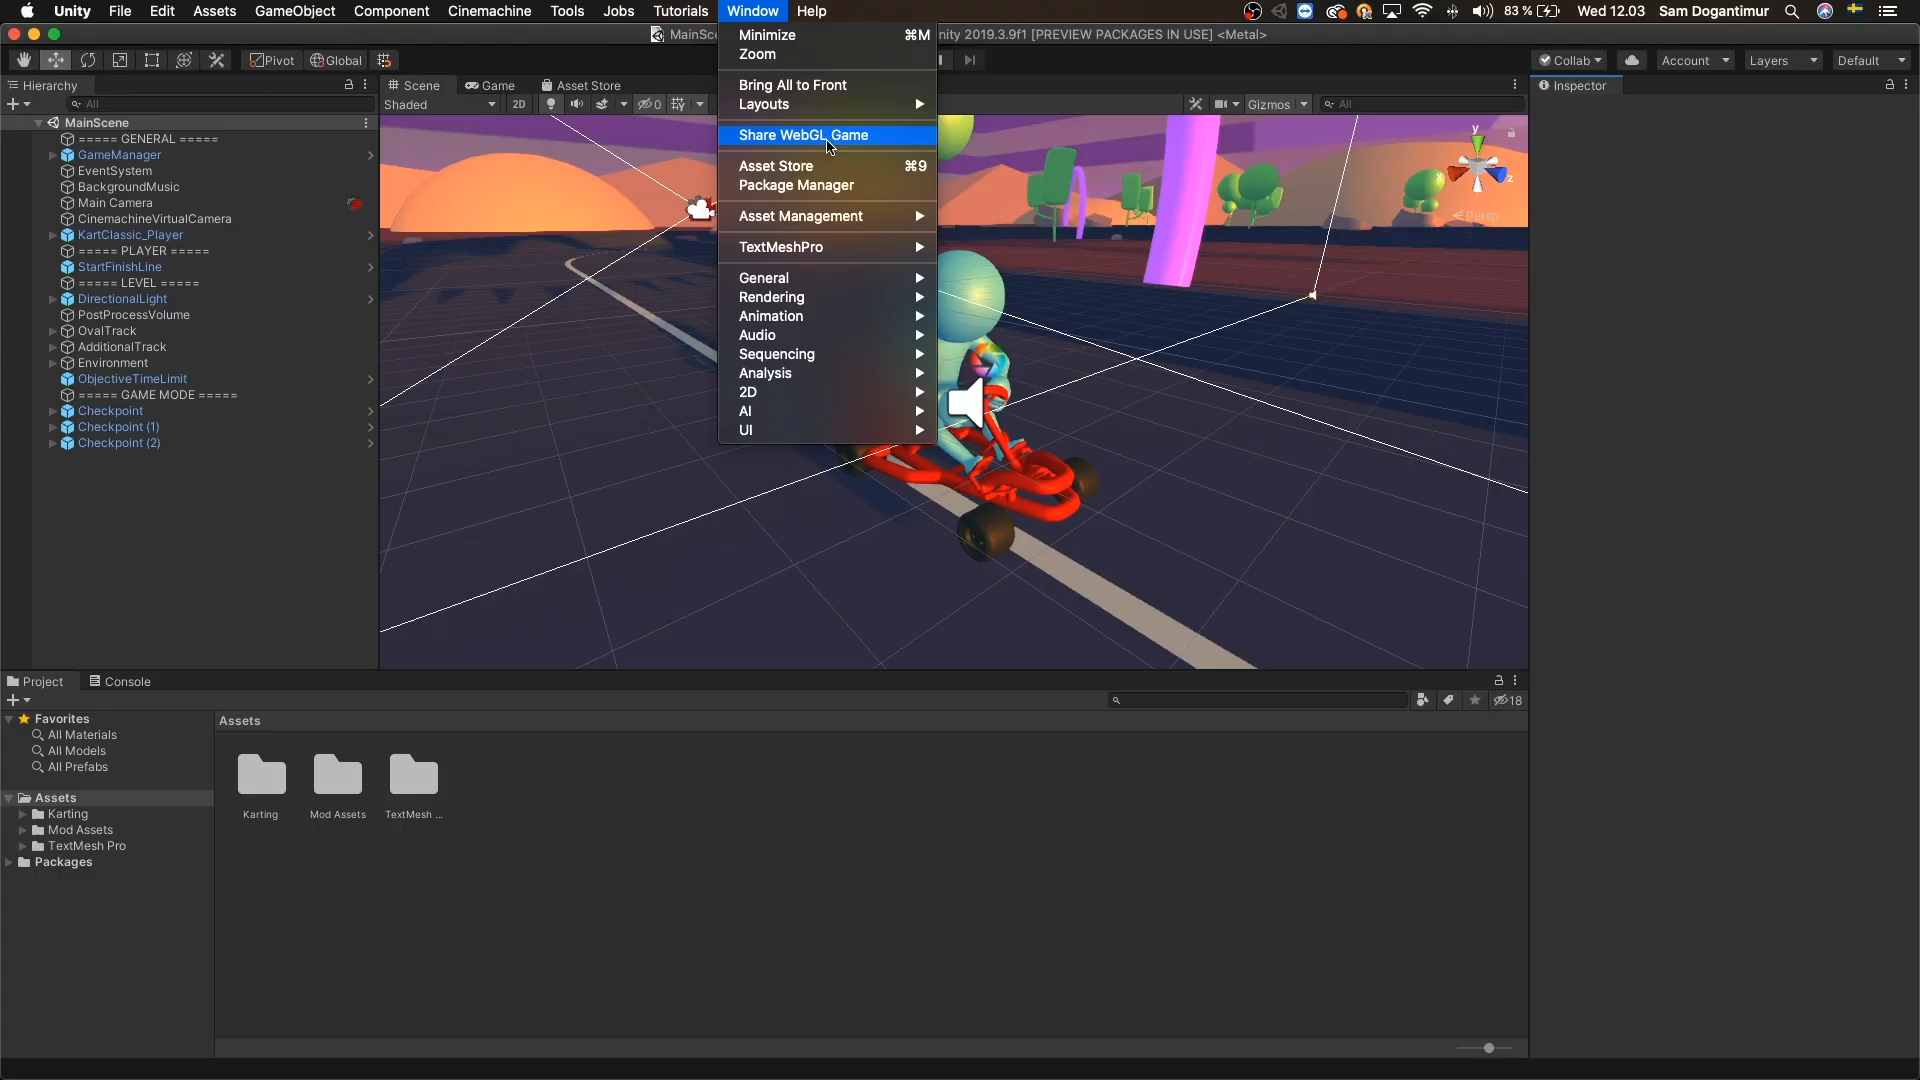 Unity File Edit Assets GameObject Component Cinemachine Tools Jobs Tutorials Window Help 83 % Wed 12.03 Sam Dogantimur
MainSce nity 2019.3.9f1 [PREVIEW PACKAGES IN USE] <Metal>
Pivot Global Collab Account Layers Default
Hierarchy
All
MainScene
===== GENERAL =====
GameManager
EventSystem
BackgroundMusic
Main Camera
CinemachineVirtualCamera
KartClassic_Player
===== PLAYER =====
StartFinishLine
===== LEVEL =====
DirectionalLight
PostProcessVolume
OvalTrack
AdditionalTrack
Environment
ObjectiveTimeLimit
===== GAME MODE =====
Checkpoint
Checkpoint (1)
Checkpoint (2)
Scene Game Asset Store
Shaded 2D 0 Gizmos All
Minimize ⌘M
Zoom
Bring All to Front
Layouts
Share WebGL Game
Asset Store ⌘9
Package Manager
Asset Management
TextMeshPro
General
Rendering
Animation
Audio
Sequencing
Analysis
2D
AI
UI
y
x
z
Persp
Inspector
Project Console
18
Favorites
All Materials
All Models
All Prefabs
Assets
Karting
Mod Assets
TextMesh Pro
Packages
Assets
Karting Mod Assets TextMesh ...